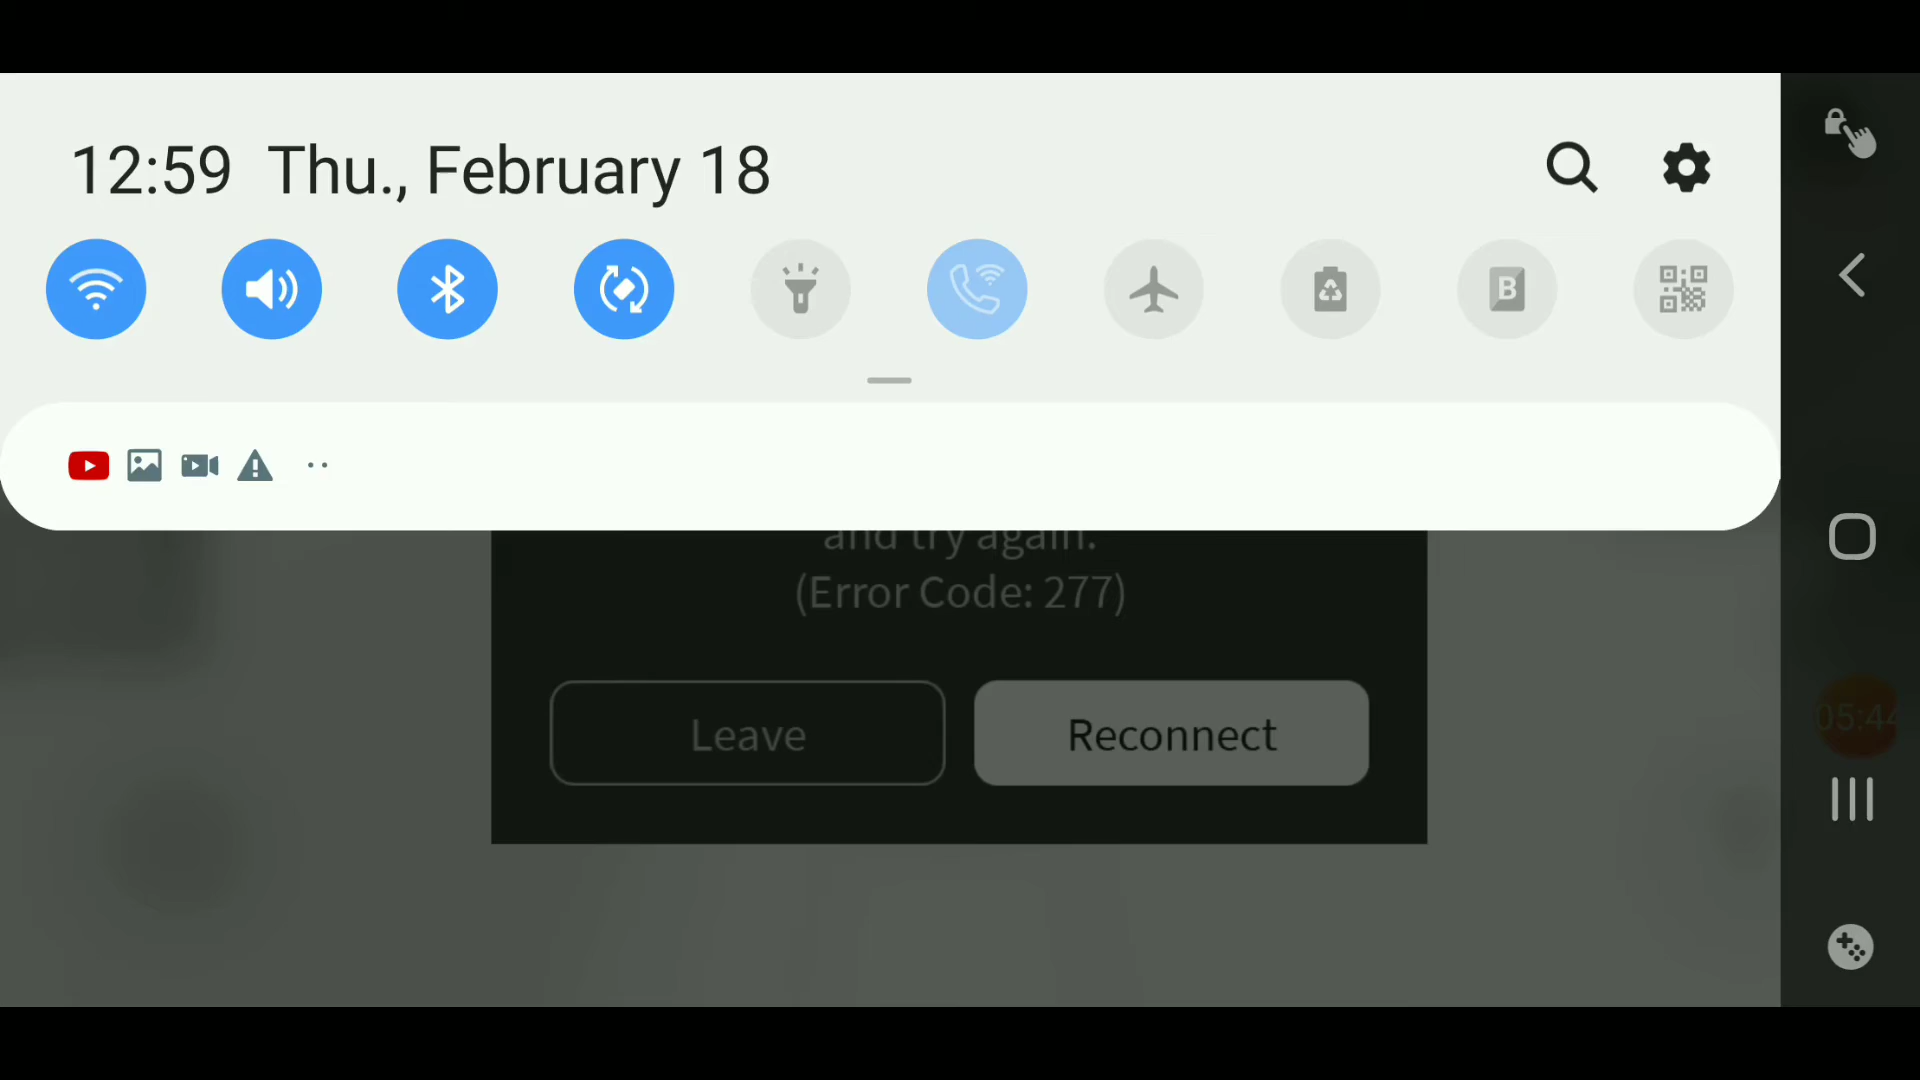 12:59 Thu., February 18
B
and try again.
(Error Code: 277)
Leave
Reconnect
05:44